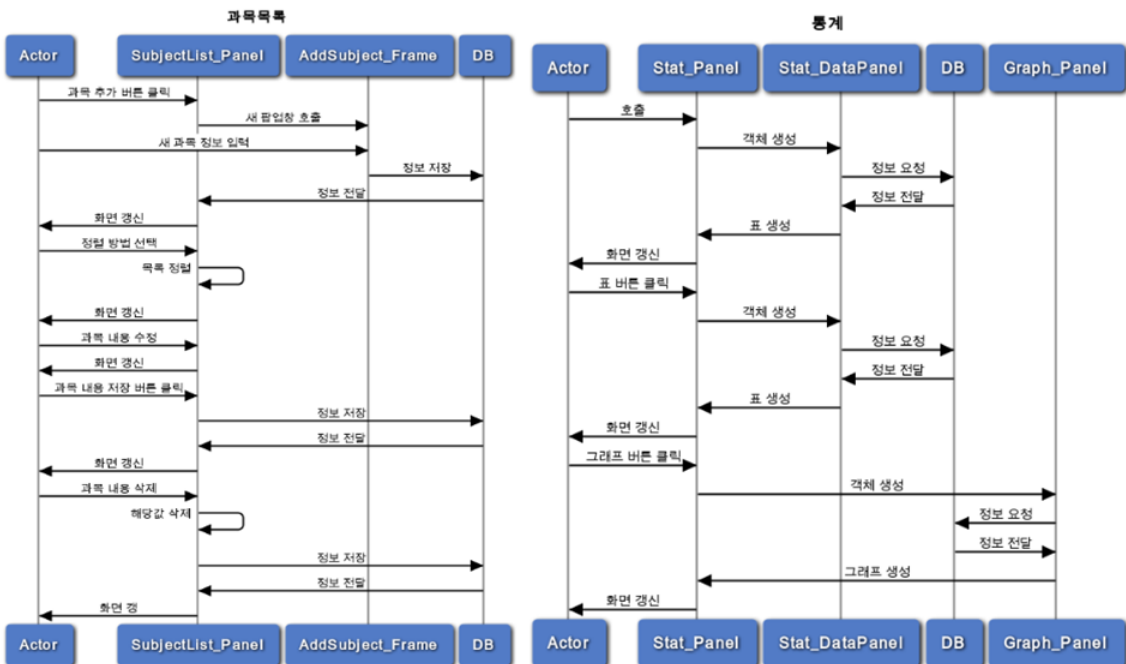 과목목록
Actor
SubjectList_Panel
AddSubject_Frame
DB
과목 추가 버튼 클릭
새 팝업창 호출
새 과목 정보 입력
정보 저장
정보 전달
화면 갱신
정렬 방법 선택
목록 정렬
화면 갱신
과목 내용 수정
화면 갱신
과목 내용 저장 버튼 클릭
정보 저장
정보 전달
화면 갱신
과목 내용 삭제
해당값 삭제
정보 저장
정보 전달
화면 갱
Actor
SubjectList_Panel
AddSubject_Frame
DB
통계
Actor
Stat_Panel
Stat_DataPanel
DB
Graph_Panel
호출
객체 생성
정보 요청
정보 전달
표 생성
화면 갱신
표 버튼 클릭
객체 생성
정보 요청
정보 전달
표 생성
화면 갱신
그래프 버튼 클릭
객체 생성
정보 요청
정보 전달
그래프 생성
화면 갱신
Actor
Stat_Panel
Stat_DataPanel
DB
Graph_Panel